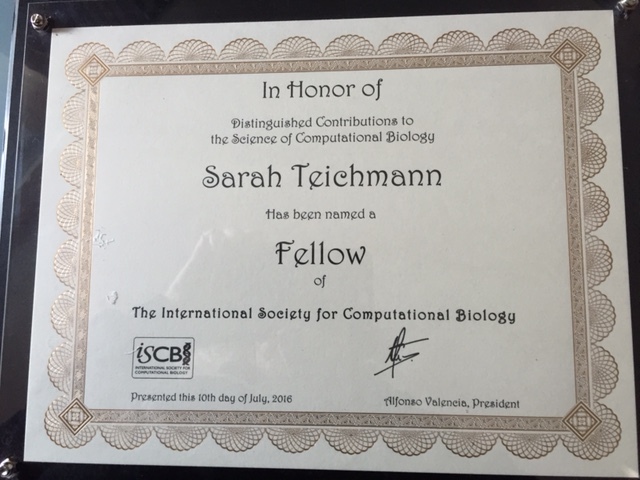 In Honor of
Distinguished Contributions to
the Science of Computational Biology
Sarah Teichmann
Has been named a
Fellow
of
The International Society for Computational Biology
iSCB
INTERNATIONAL SOCIETY FOR
COMPUTATIONAL BIOLOGY
Presented this 10th day of July, 2016
Alfonso Valencia, President